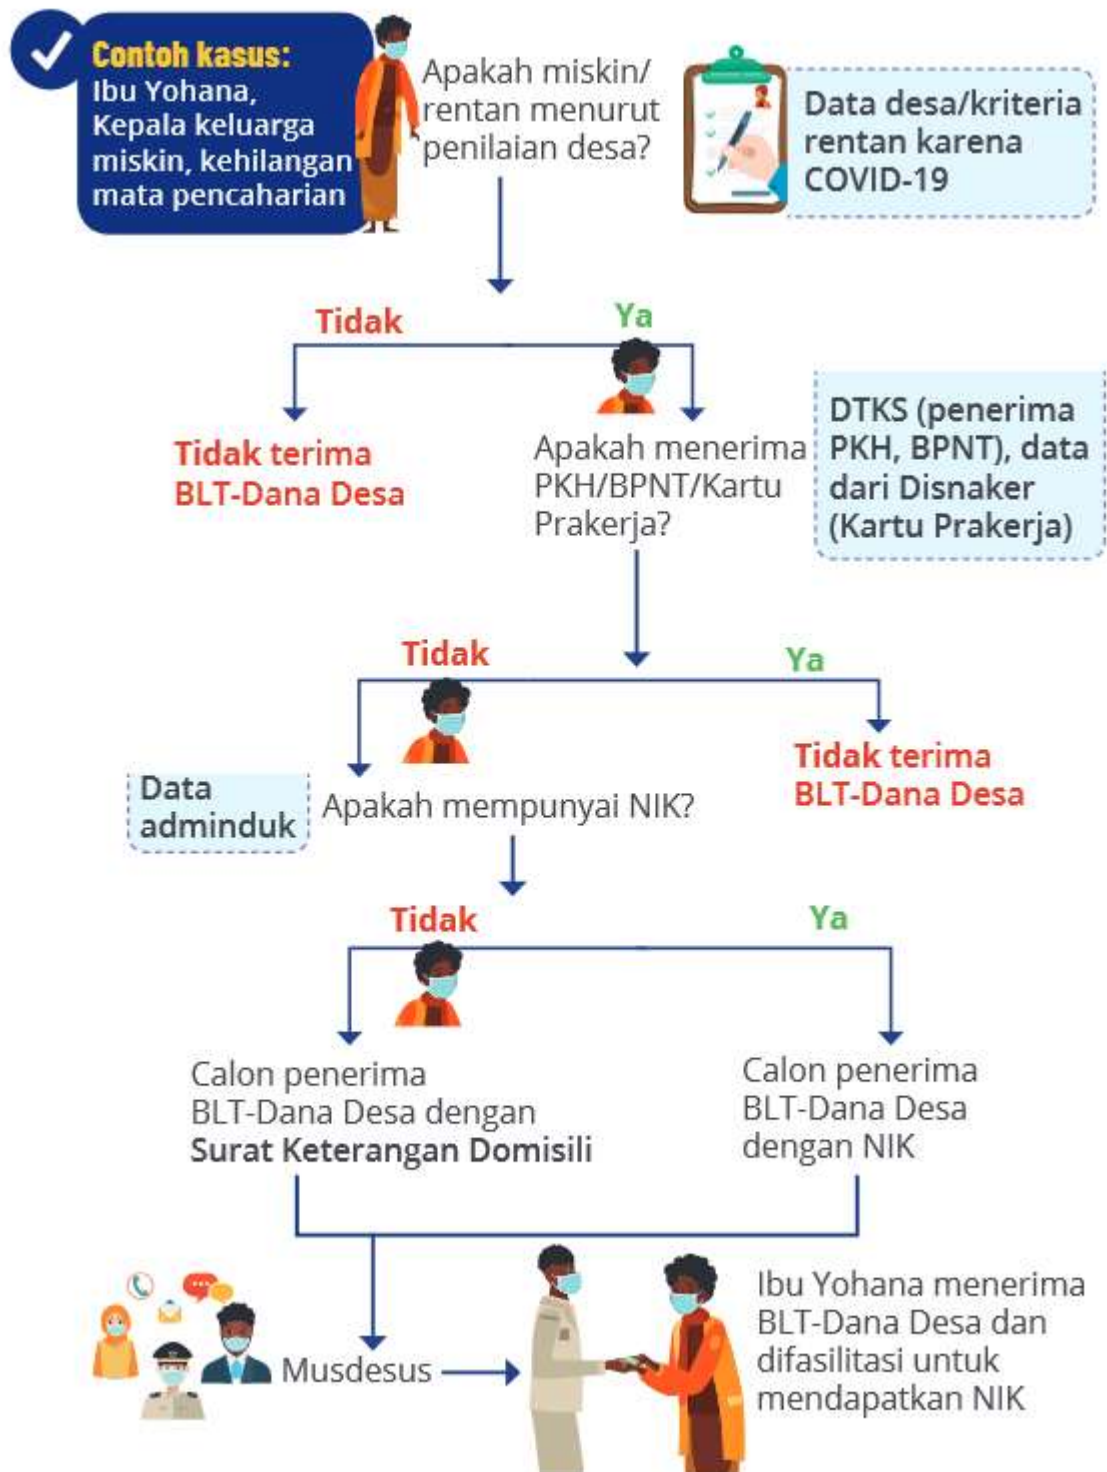 Contoh kasus:
Ibu Yohana,
Kepala keluarga
miskin, kehilangan
mata pencaharian
Apakah miskin/
rentan menurut
penilaian desa?
Data desa/kriteria
rentan karena
COVID-19
Tidak
Ya
Tidak terima
BLT-Dana Desa
Apakah menerima
PKH/BPNT/Kartu
Prakerja?
DTKS (penerima
PKH, BPNT), data
dari Disnaker
(Kartu Prakerja)
Tidak
Ya
Data
adminduk
Apakah mempunyai NIK?
Tidak terima
BLT-Dana Desa
Tidak
Ya
Calon penerima
BLT-Dana Desa dengan
Surat Keterangan Domisili
Calon penerima
BLT-Dana Desa
dengan NIK
Musdesus
Ibu Yohana menerima
BLT-Dana Desa dan
difasilitasi untuk
mendapatkan NIK